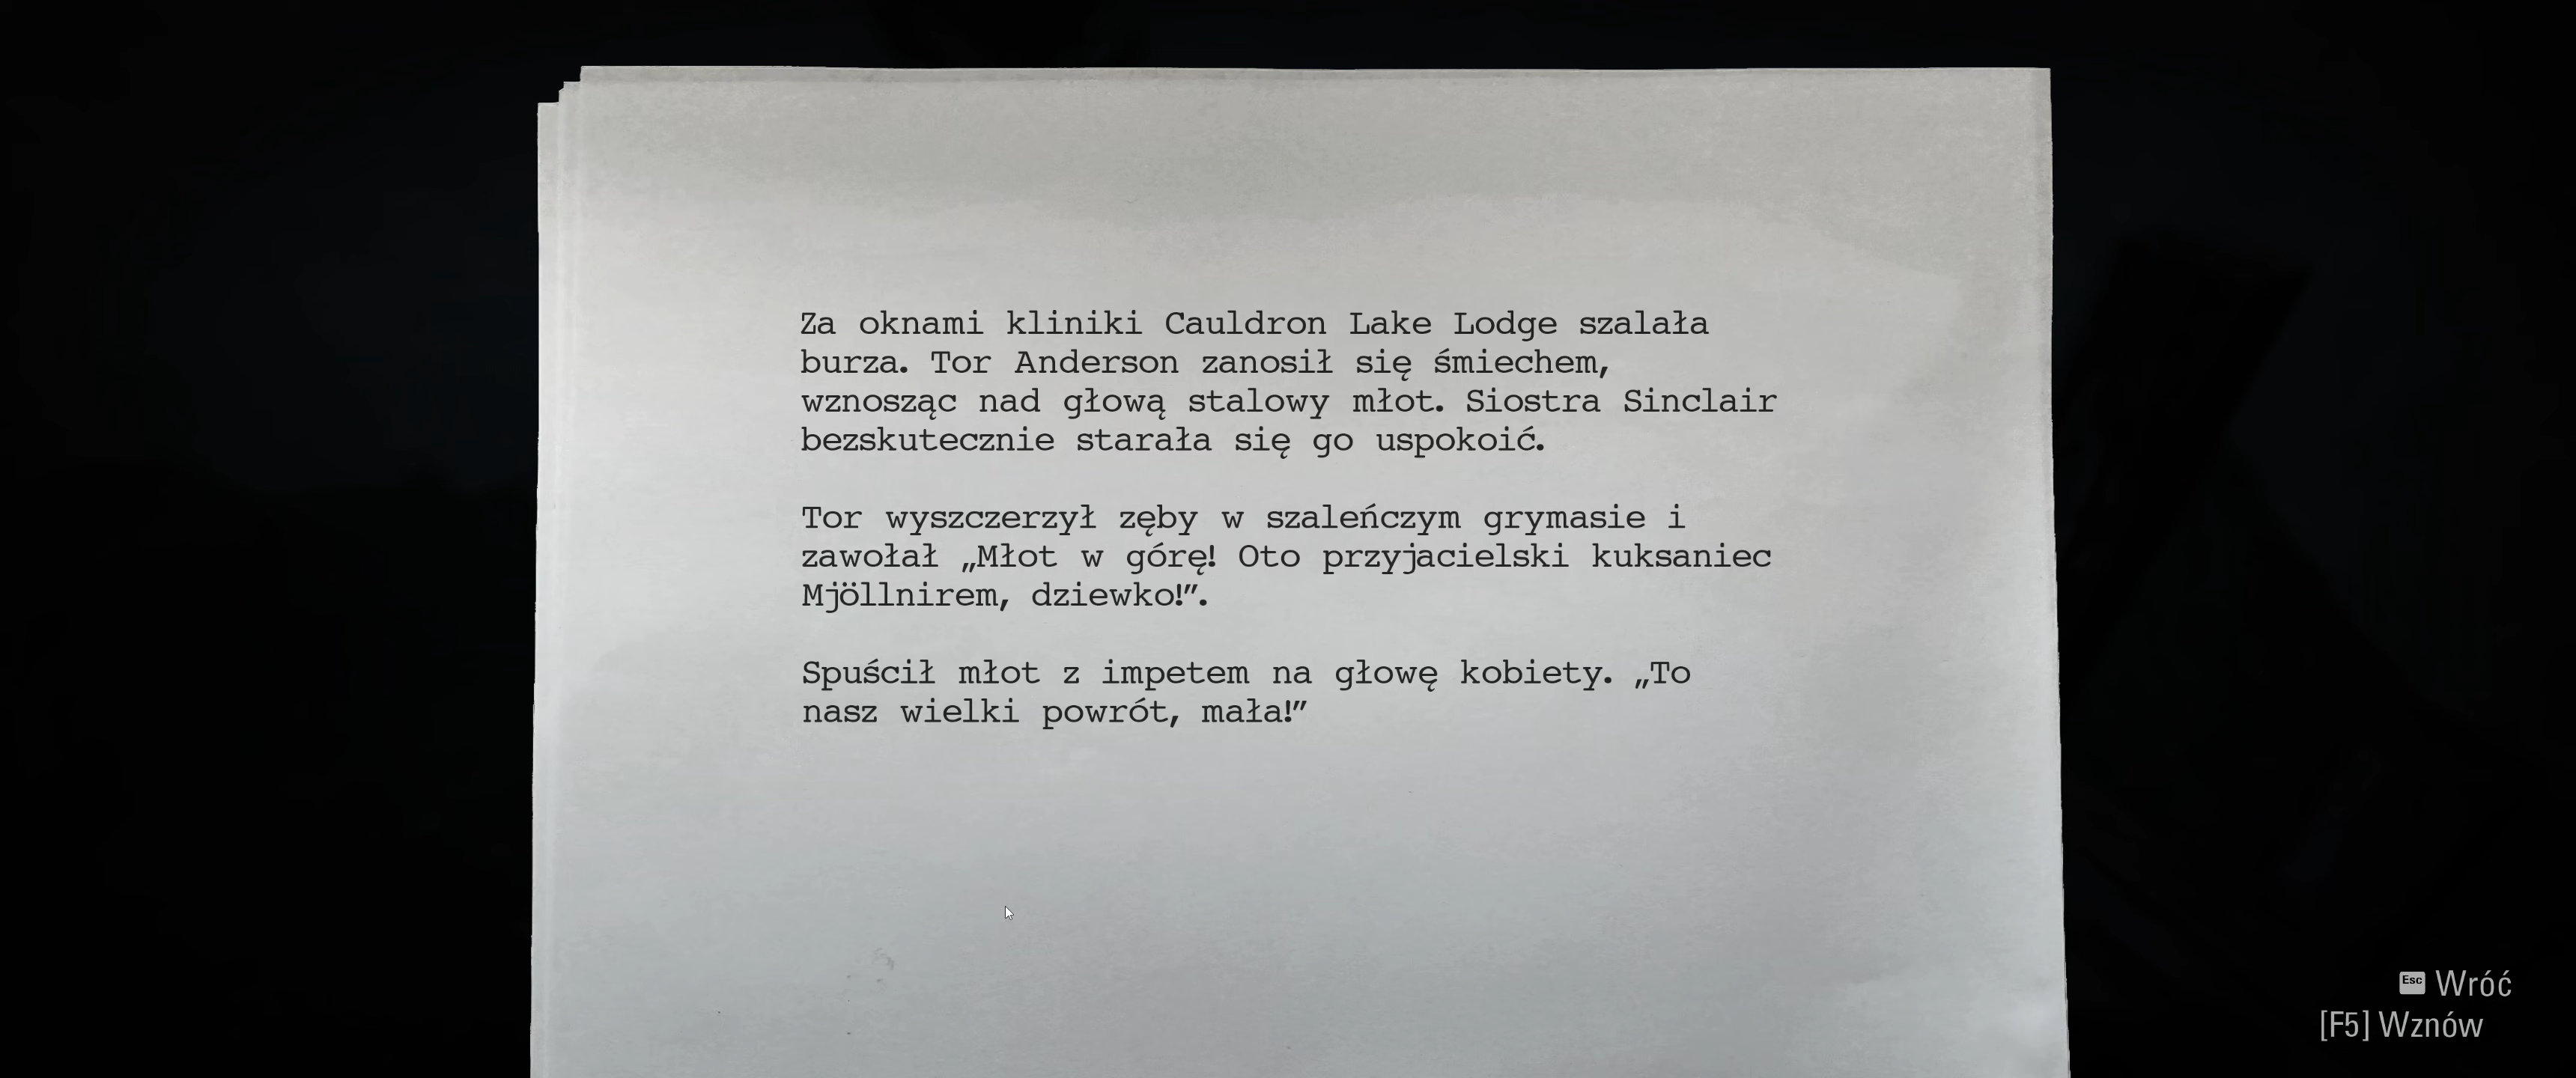 Za oknami kliniki Cauldron Lake Lodge szalała
burza. Tor Anderson zanosił się śmiechem,
wznosząc nad głową stalowy młot. Siostra Sinclair
bezskutecznie starała się go uspokoić.
Tor wyszczerzył zęby w szaleńczym grymasie i
zawołał „Młot w górę! Oto przyjacielski kuksaniec
Mjöllnirem, dziewko!”.
Spuścił młot z impetem na głowę kobiety. „To
nasz wielki powrót, mała!”
Esc Wróć
[F5] Wznów